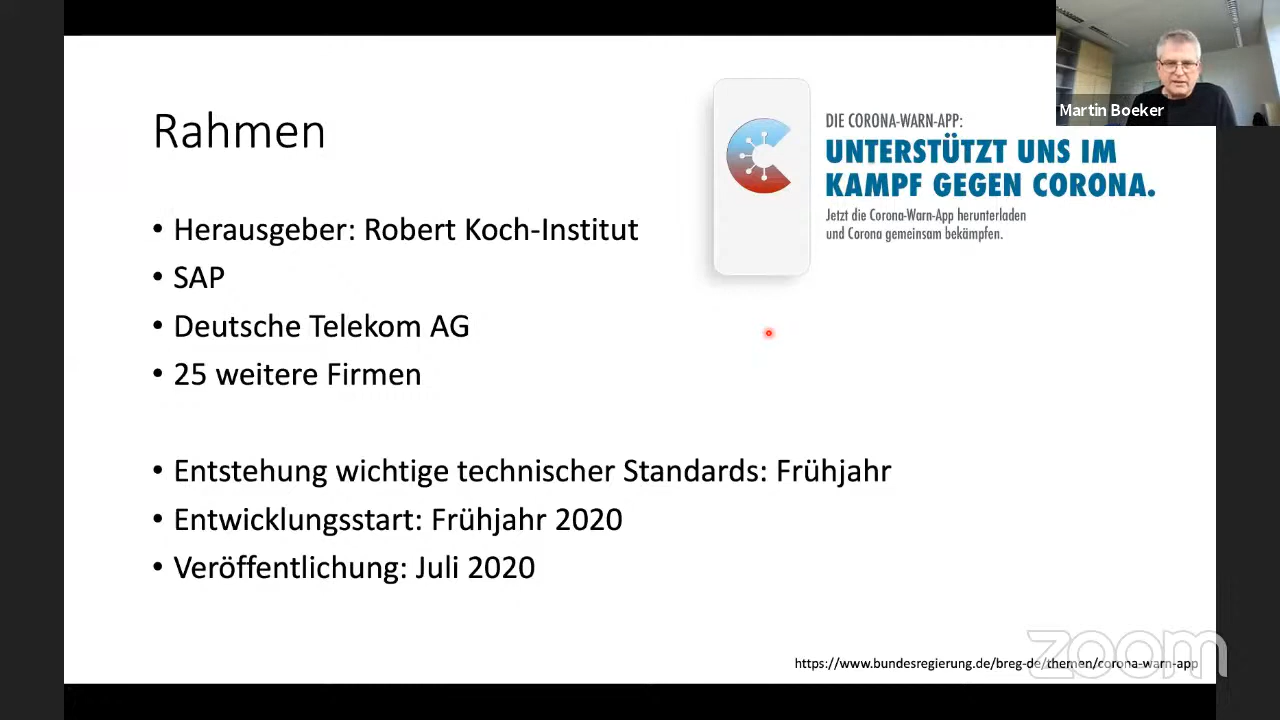 Martin Boeker
Rahmen
DIE CORONA-WARN-APP:
UNTERSTÜTZT UNS IM
KAMPF GEGEN CORONA.
Jetzt die Corona-Warn-App herunterladen
und Corona gemeinsam bekämpfen.
• Herausgeber: Robert Koch-Institut
• SAP
• Deutsche Telekom AG
• 25 weitere Firmen
• Entstehung wichtige technischer Standards: Frühjahr
• Entwicklungsstart: Frühjahr 2020
• Veröffentlichung: Juli 2020
https://www.bundesregierung.de/breg-de/themen/corona-warn-app
zoom